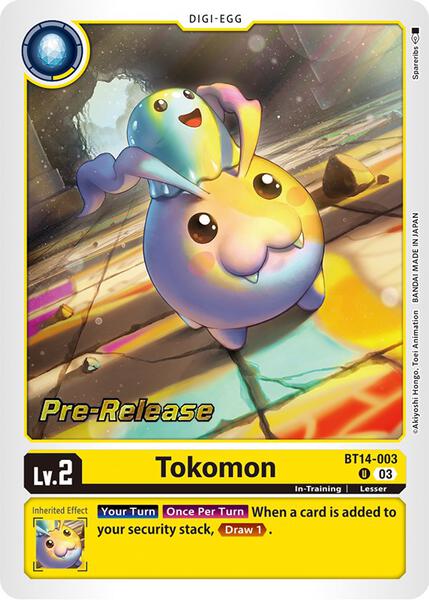 DIGI-EGG
Spareribs
©Akiyoshi Hongo, Toei Animation BANDAI MADE IN JAPAN
Pre-Release
BT14-003
Lv.2
Tokomon
U 03
In-Training | Lesser
Inherited Effect
Your Turn Once Per Turn When a card is added to
your security stack, Draw 1.